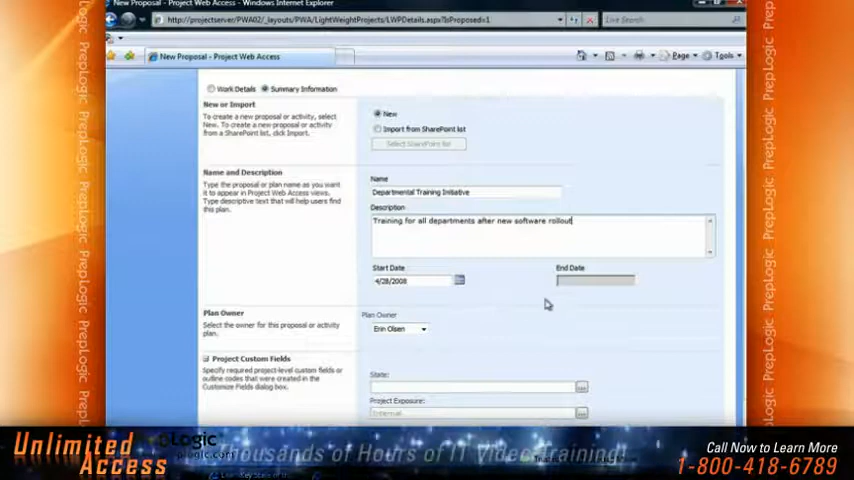 New Proposal - Project Web Access - Windows Internet Explorer
http://projectserver/PWA02/_layouts/PWA/LightWeightProjects/LWPDetails.aspx?IsProposed=1
Live Search
New Proposal - Project Web Access
Page
Tools
Work Details
Summary Information
New or Import
To create a new proposal or activity, select
New. To create a new proposal or activity
from a SharePoint list, click Import.
New
Import from SharePoint list
Select SharePoint list
Name and Description
Type the proposal or plan name as you want
it to appear in Project Web Access views.
Type descriptive text that will help users find
this plan.
Name
Departmental Training Initiative
Description
Training for all departments after new software rollout
Start Date
4/28/2008
End Date
Plan Owner
Select the owner for this proposal or activity
plan.
Plan Owner
Erin Olsen
Project Custom Fields
Specify required project-level custom fields or
outline codes that were created in the
Customize Fields dialog box.
State:
Project Exposure:
Internal
PrepLogic PrepLogic PrepLogic PrepLogic
PrepLogic PrepLogic PrepLogic PrepLogic
Unlimited
Access
Thousands of Hours of IT Video Training!
Call Now to Learn More
1-800-418-6789